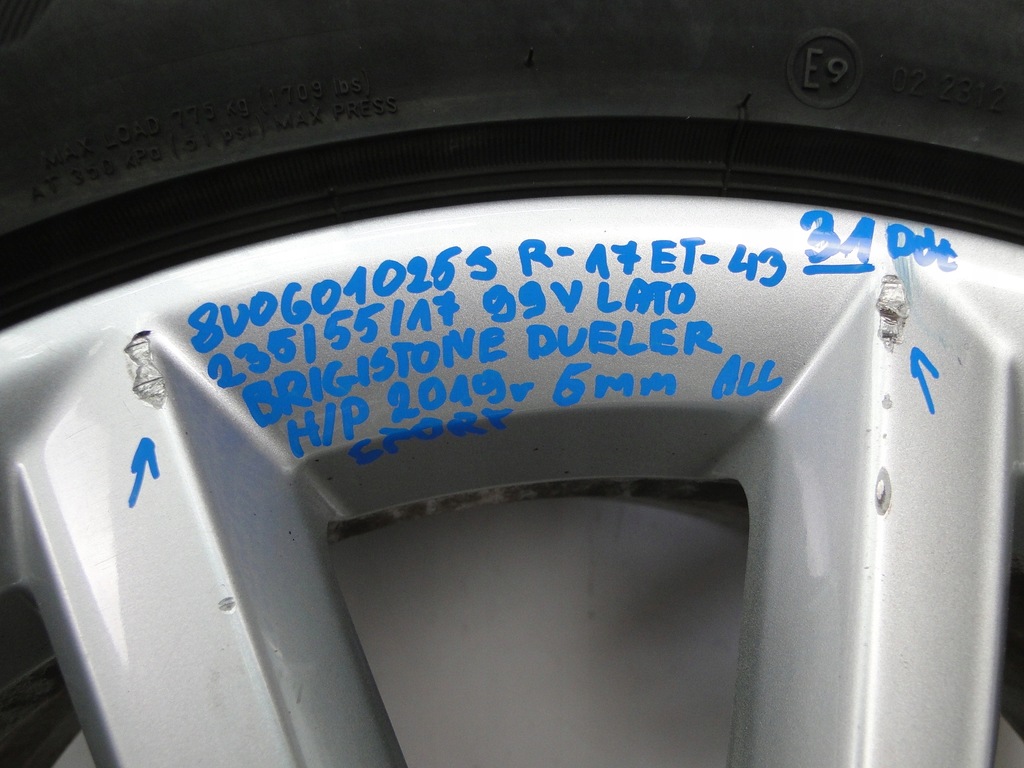 MAX LOAD 775 kg (1709 lbs)
AT 350 KPa (51 PSI) MAX PRESS
E9
02 2312
8V0601025S R-17 ET-43
31 Dot
235/55/17 99V LATO
BRIGISTONE DUELER
H/P 2019r 6mm ALL
SPORT